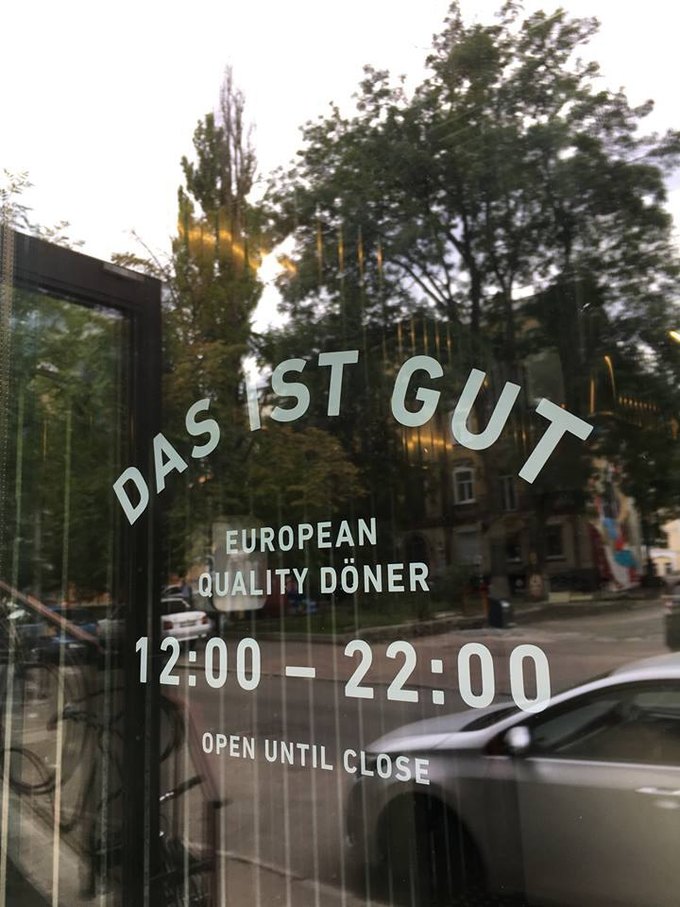 DAS IST GUT
EUROPEAN
QUALITY DÖNER
12:00 – 22:00
OPEN UNTIL CLOSE